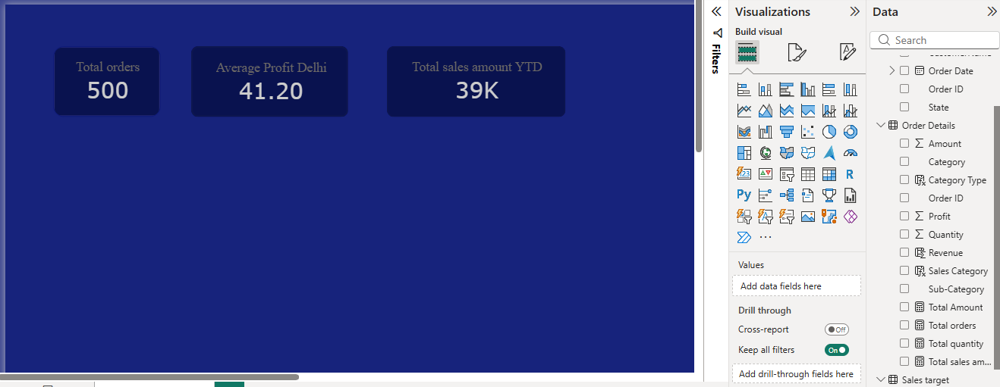 Total orders
500
Average Profit Delhi
41.20
Total sales amount YTD
39K
Filters
Visualizations
Build visual
123
R
Py
...
Values
Add data fields here
Drill through
Cross-report
Off
Keep all filters
On
Add drill-through fields here
Data
Search
Order Date
Order ID
State
Order Details
Amount
Category
Category Type
Order ID
Profit
Quantity
Revenue
Sales Category
Sub-Category
Total Amount
Total orders
Total quantity
Total sales am...
Sales target